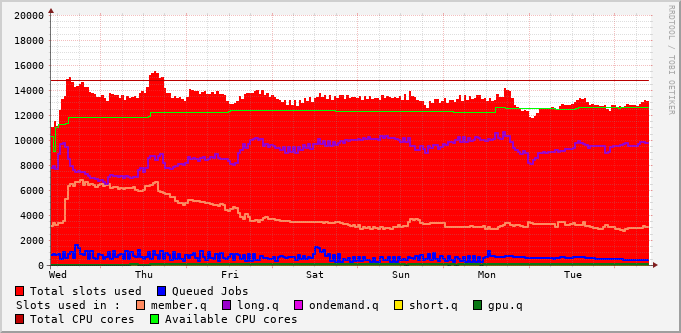 20000
18000
16000
14000
12000
10000
8000
6000
4000
2000
0
Wed Thu Fri Sat Sun Mon Tue
Total slots used Queued Jobs
Slots used in : member.q long.q ondemand.q short.q gpu.q
Total CPU cores Available CPU cores
RRDTOOL / TOBI OETIKER